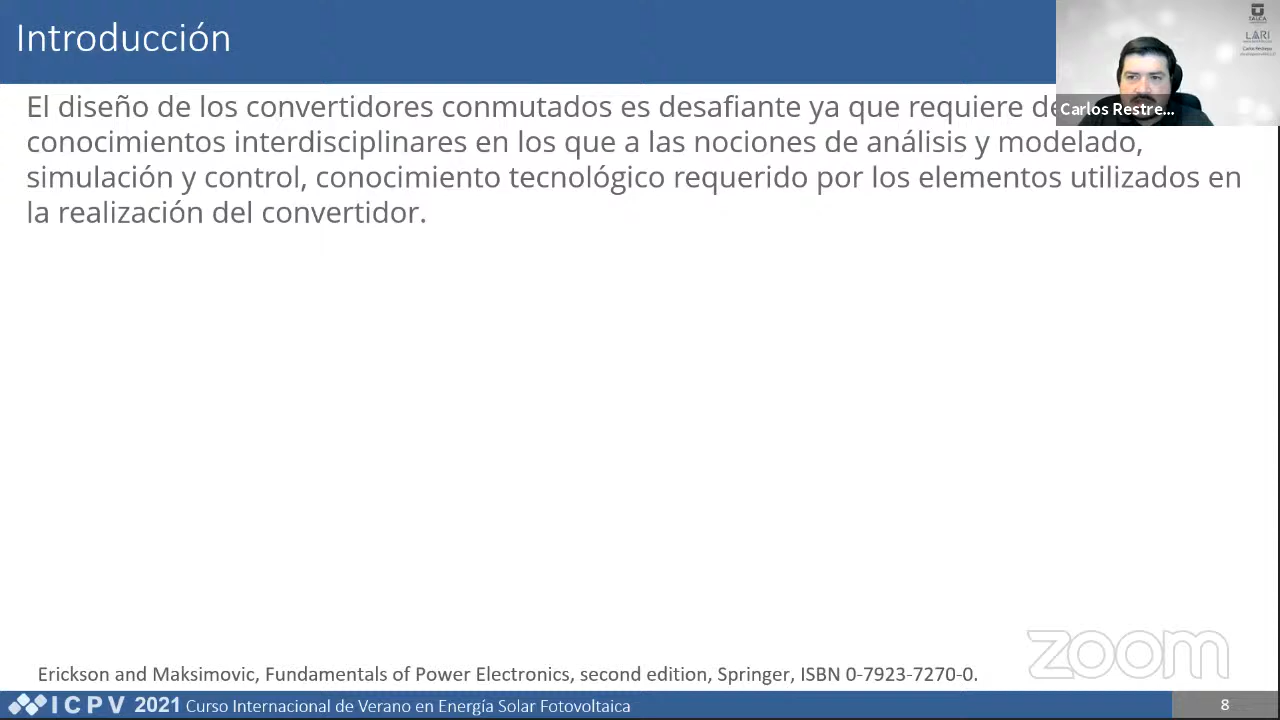 Introducción
El diseño de los convertidores conmutados es desafiante ya que requiere
conocimientos interdisciplinares en los que a las nociones de análisis y modelado,
simulación y control, conocimiento tecnológico requerido por los elementos utilizados en
la realización del convertidor.
TALCA
LARI
Carlos Restre...
zoom
Erickson and Maksimovic, Fundamentals of Power Electronics, second edition, Springer, ISBN 0-7923-7270-0.
ICPV 2021 Curso Internacional de Verano en Energía Solar Fotovoltaica
8